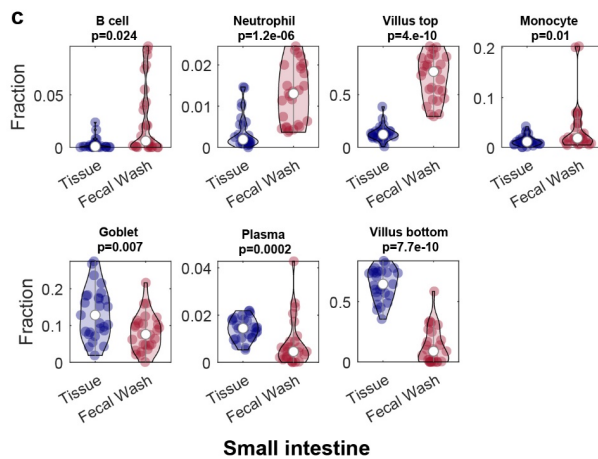 c
B cell
p=0.024
Neutrophil
p=1.2e-06
Villus top
p=4.e-10
Monocyte
p=0.01
Fraction
0.05
0
0.02
0.01
0
0.5
0
0.2
0.1
0
Tissue
Fecal Wash
Tissue
Fecal Wash
Tissue
Fecal Wash
Tissue
Fecal Wash
Goblet
p=0.007
Plasma
p=0.0002
Villus bottom
p=7.7e-10
Fraction
0.2
0.1
0
0.04
0.02
0
0.5
0
Tissue
Fecal Wash
Tissue
Fecal Wash
Tissue
Fecal Wash
Small intestine